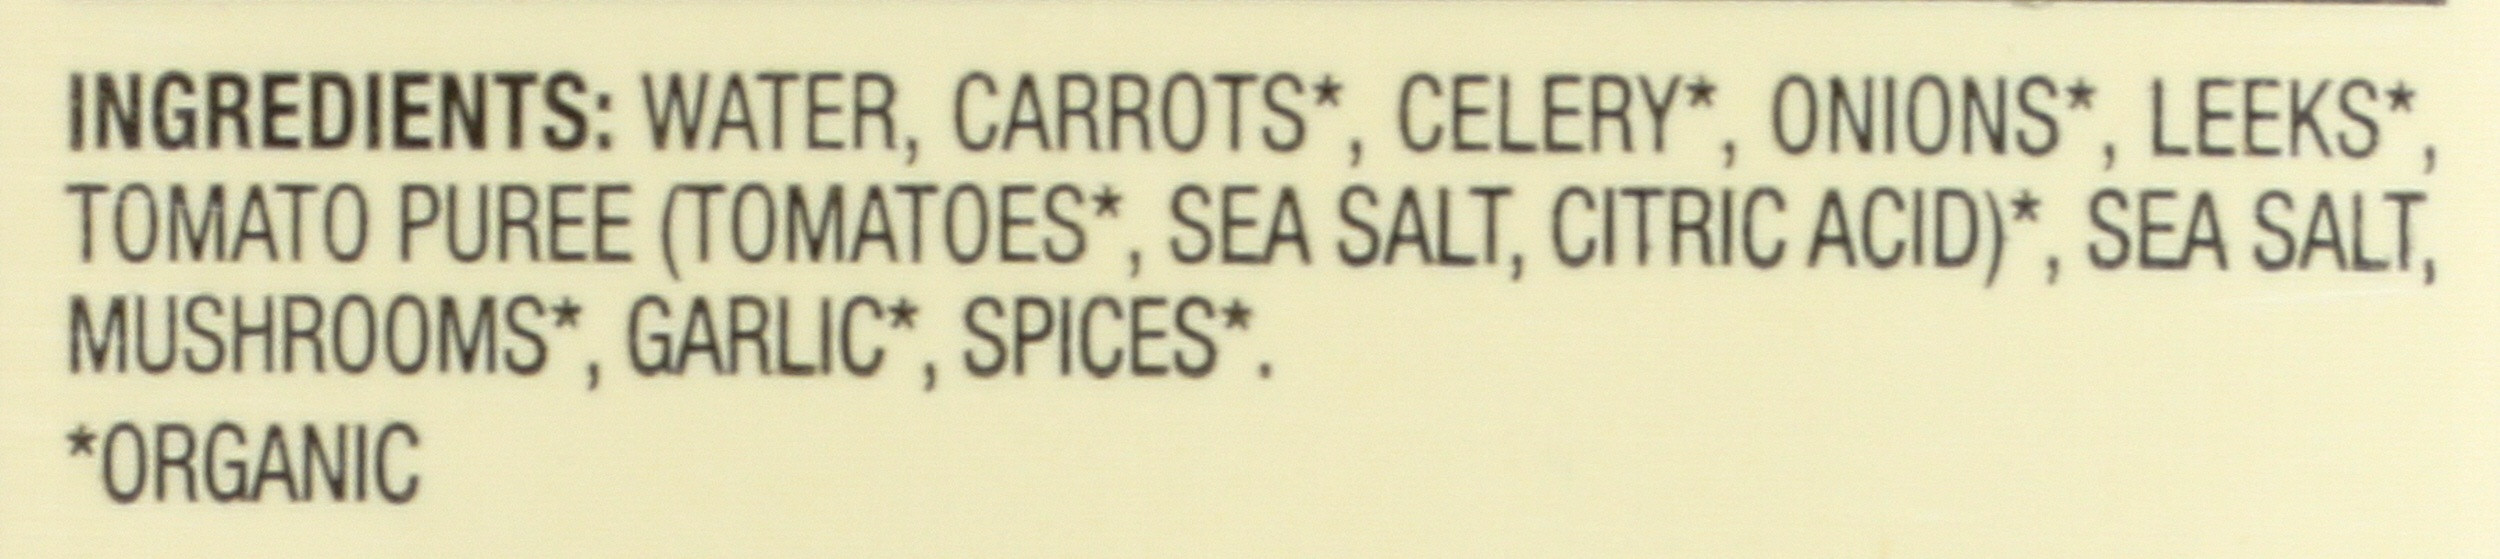 INGREDIENTS: WATER, CARROTS*, CELERY*, ONIONS*, LEEKS*,
TOMATO PUREE (TOMATOES*, SEA SALT, CITRIC ACID)*, SEA SALT,
MUSHROOMS*, GARLIC*, SPICES*.
*ORGANIC